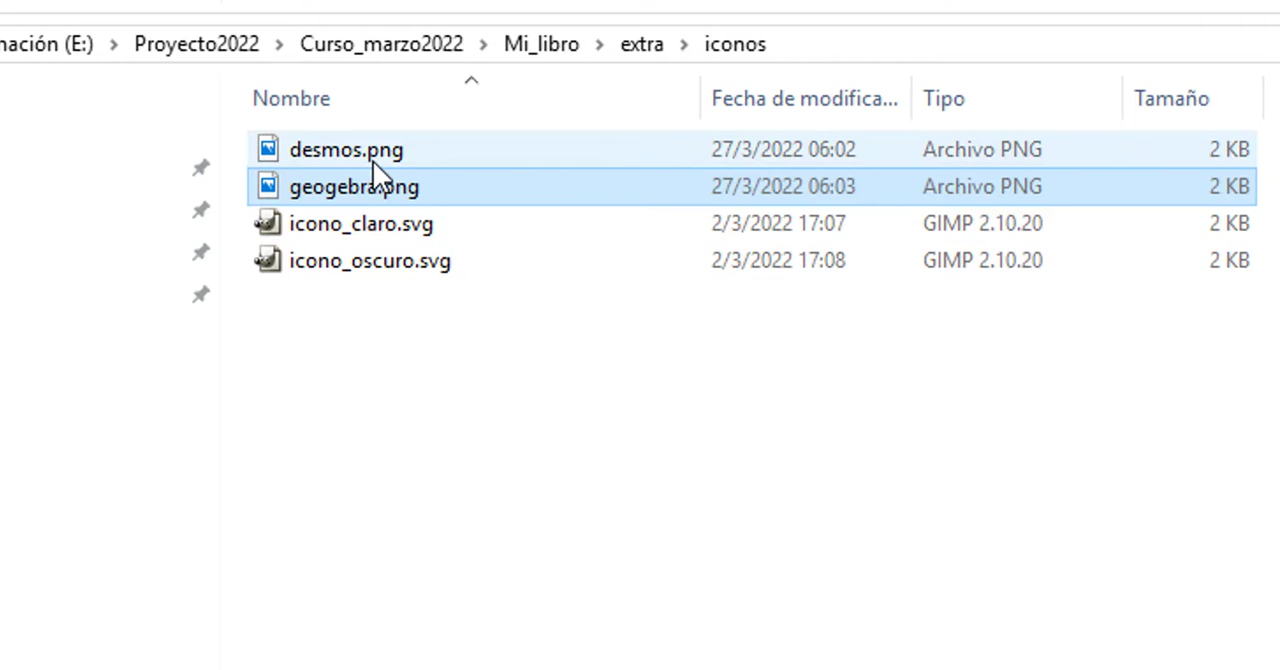 nación (E:) > Proyecto2022 > Curso_marzo2022 > Mi_libro > extra > iconos
Nombre Fecha de modifica... Tipo Tamaño
desmos.png 27/3/2022 06:02 Archivo PNG 2 KB
geogebra.png 27/3/2022 06:03 Archivo PNG 2 KB
icono_claro.svg 2/3/2022 17:07 GIMP 2.10.20 2 KB
icono_oscuro.svg 2/3/2022 17:08 GIMP 2.10.20 2 KB